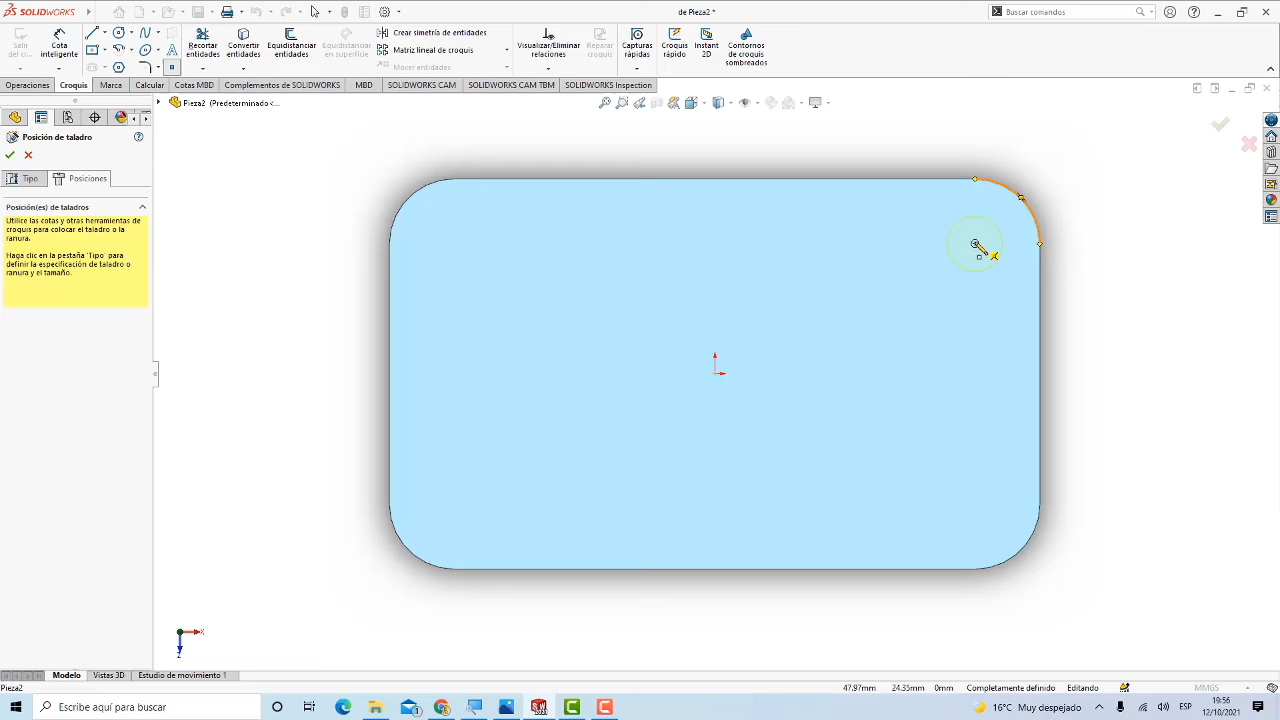 SOLIDWORKS
de Pieza2 *
Buscar comandos
Salir del cr...
Cota inteligente
Recortar entidades
Convertir entidades
Equidistanciar entidades
Equidistanciar en superficie
Crear simetría de entidades
Matriz lineal de croquis
Mover entidades
Visualizar/Eliminar relaciones
Reparar croquis
Capturas rápidas
Croquis rápido
Instant 2D
Contornos de croquis sombreados
Operaciones
Croquis
Marca
Calcular
Cotas MBD
Complementos de SOLIDWORKS
MBD
SOLIDWORKS CAM
SOLIDWORKS CAM TBM
SOLIDWORKS Inspection
Pieza2 (Predeterminado <...
Posición de taladro
Tipo
Posiciones
Posición(es) de taladros
Utilice las cotas y otras herramientas de
croquis para colocar el taladro o la
ranura.
Haga clic en la pestaña 'Tipo' para
definir la especificación de taladro o
ranura y el tamaño.
X
Z
Modelo
Vistas 3D
Estudio de movimiento 1
Pieza2
47.97mm
24.35mm
0mm
Completamente definido
Editando
MMGS
Escribe aquí para buscar
16°C Muy despejado
ESP
19:56
12/10/2021